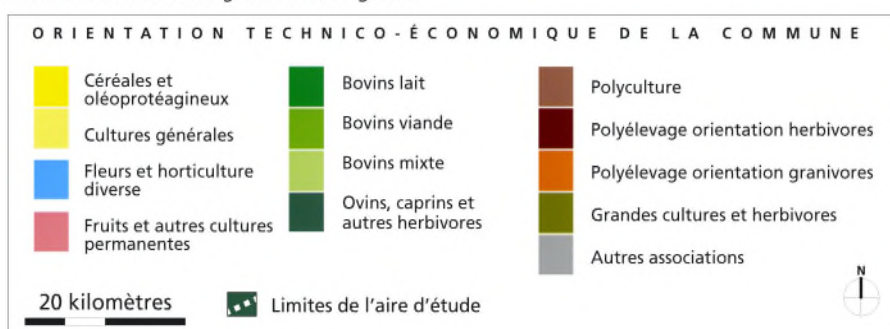 ORIENTATION TECHNICO-ÉCONOMIQUE DE LA COMMUNE
Céréales et
oléoprotéagineux
Cultures générales
Fleurs et horticulture
diverse
Fruits et autres cultures
permanentes
Bovins lait
Bovins viande
Bovins mixte
Ovins, caprins et
autres herbivores
Polyculture
Polyélevage orientation herbivores
Polyélevage orientation granivores
Grandes cultures et herbivores
Autres associations
20 kilomètres
Limites de l'aire d'étude
N